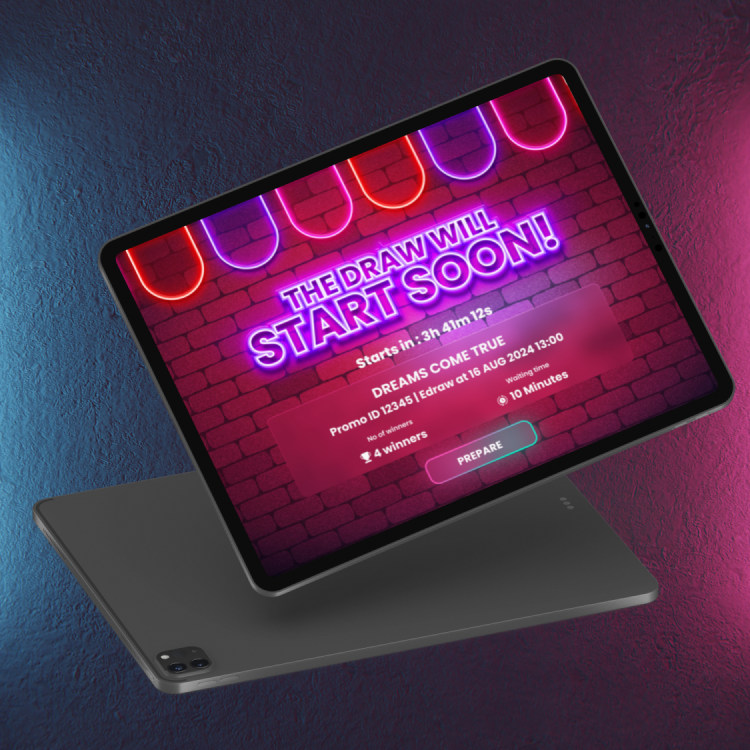 THE DRAW WILL
START SOON!
Starts in : 3h 41m 12s
DREAMS COME TRUE
Promo ID 12345 | Edraw at 16 AUG 2024 13:00
No of winners
4 winners
Waiting time
10 Minutes
PREPARE